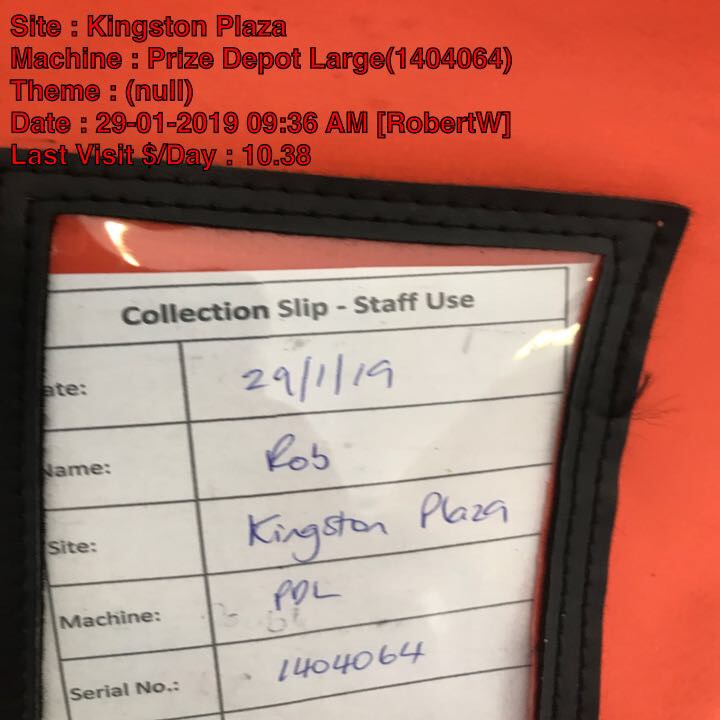 Site : Kingston Plaza
Machine : Prize Depot Large(1404064)
Theme : (null)
Date : 29-01-2019 09:36 AM [RobertW]
Last Visit $/Day : 10.38
Collection Slip - Staff Use
ate: 29/1/19
Name: Rob
Site: Kingston Plaza
Machine: PDL
Serial No.: 1404064